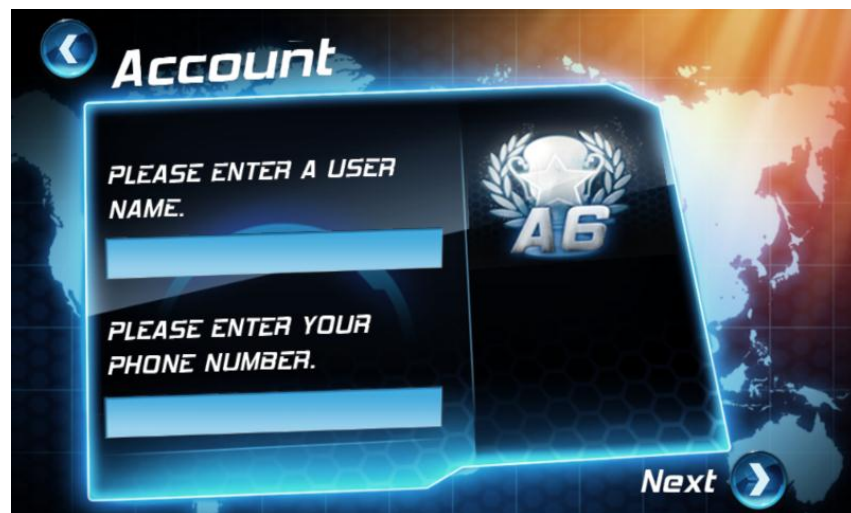 Account
PLEASE ENTER A USER
NAME.
A6
PLEASE ENTER YOUR
PHONE NUMBER.
Next